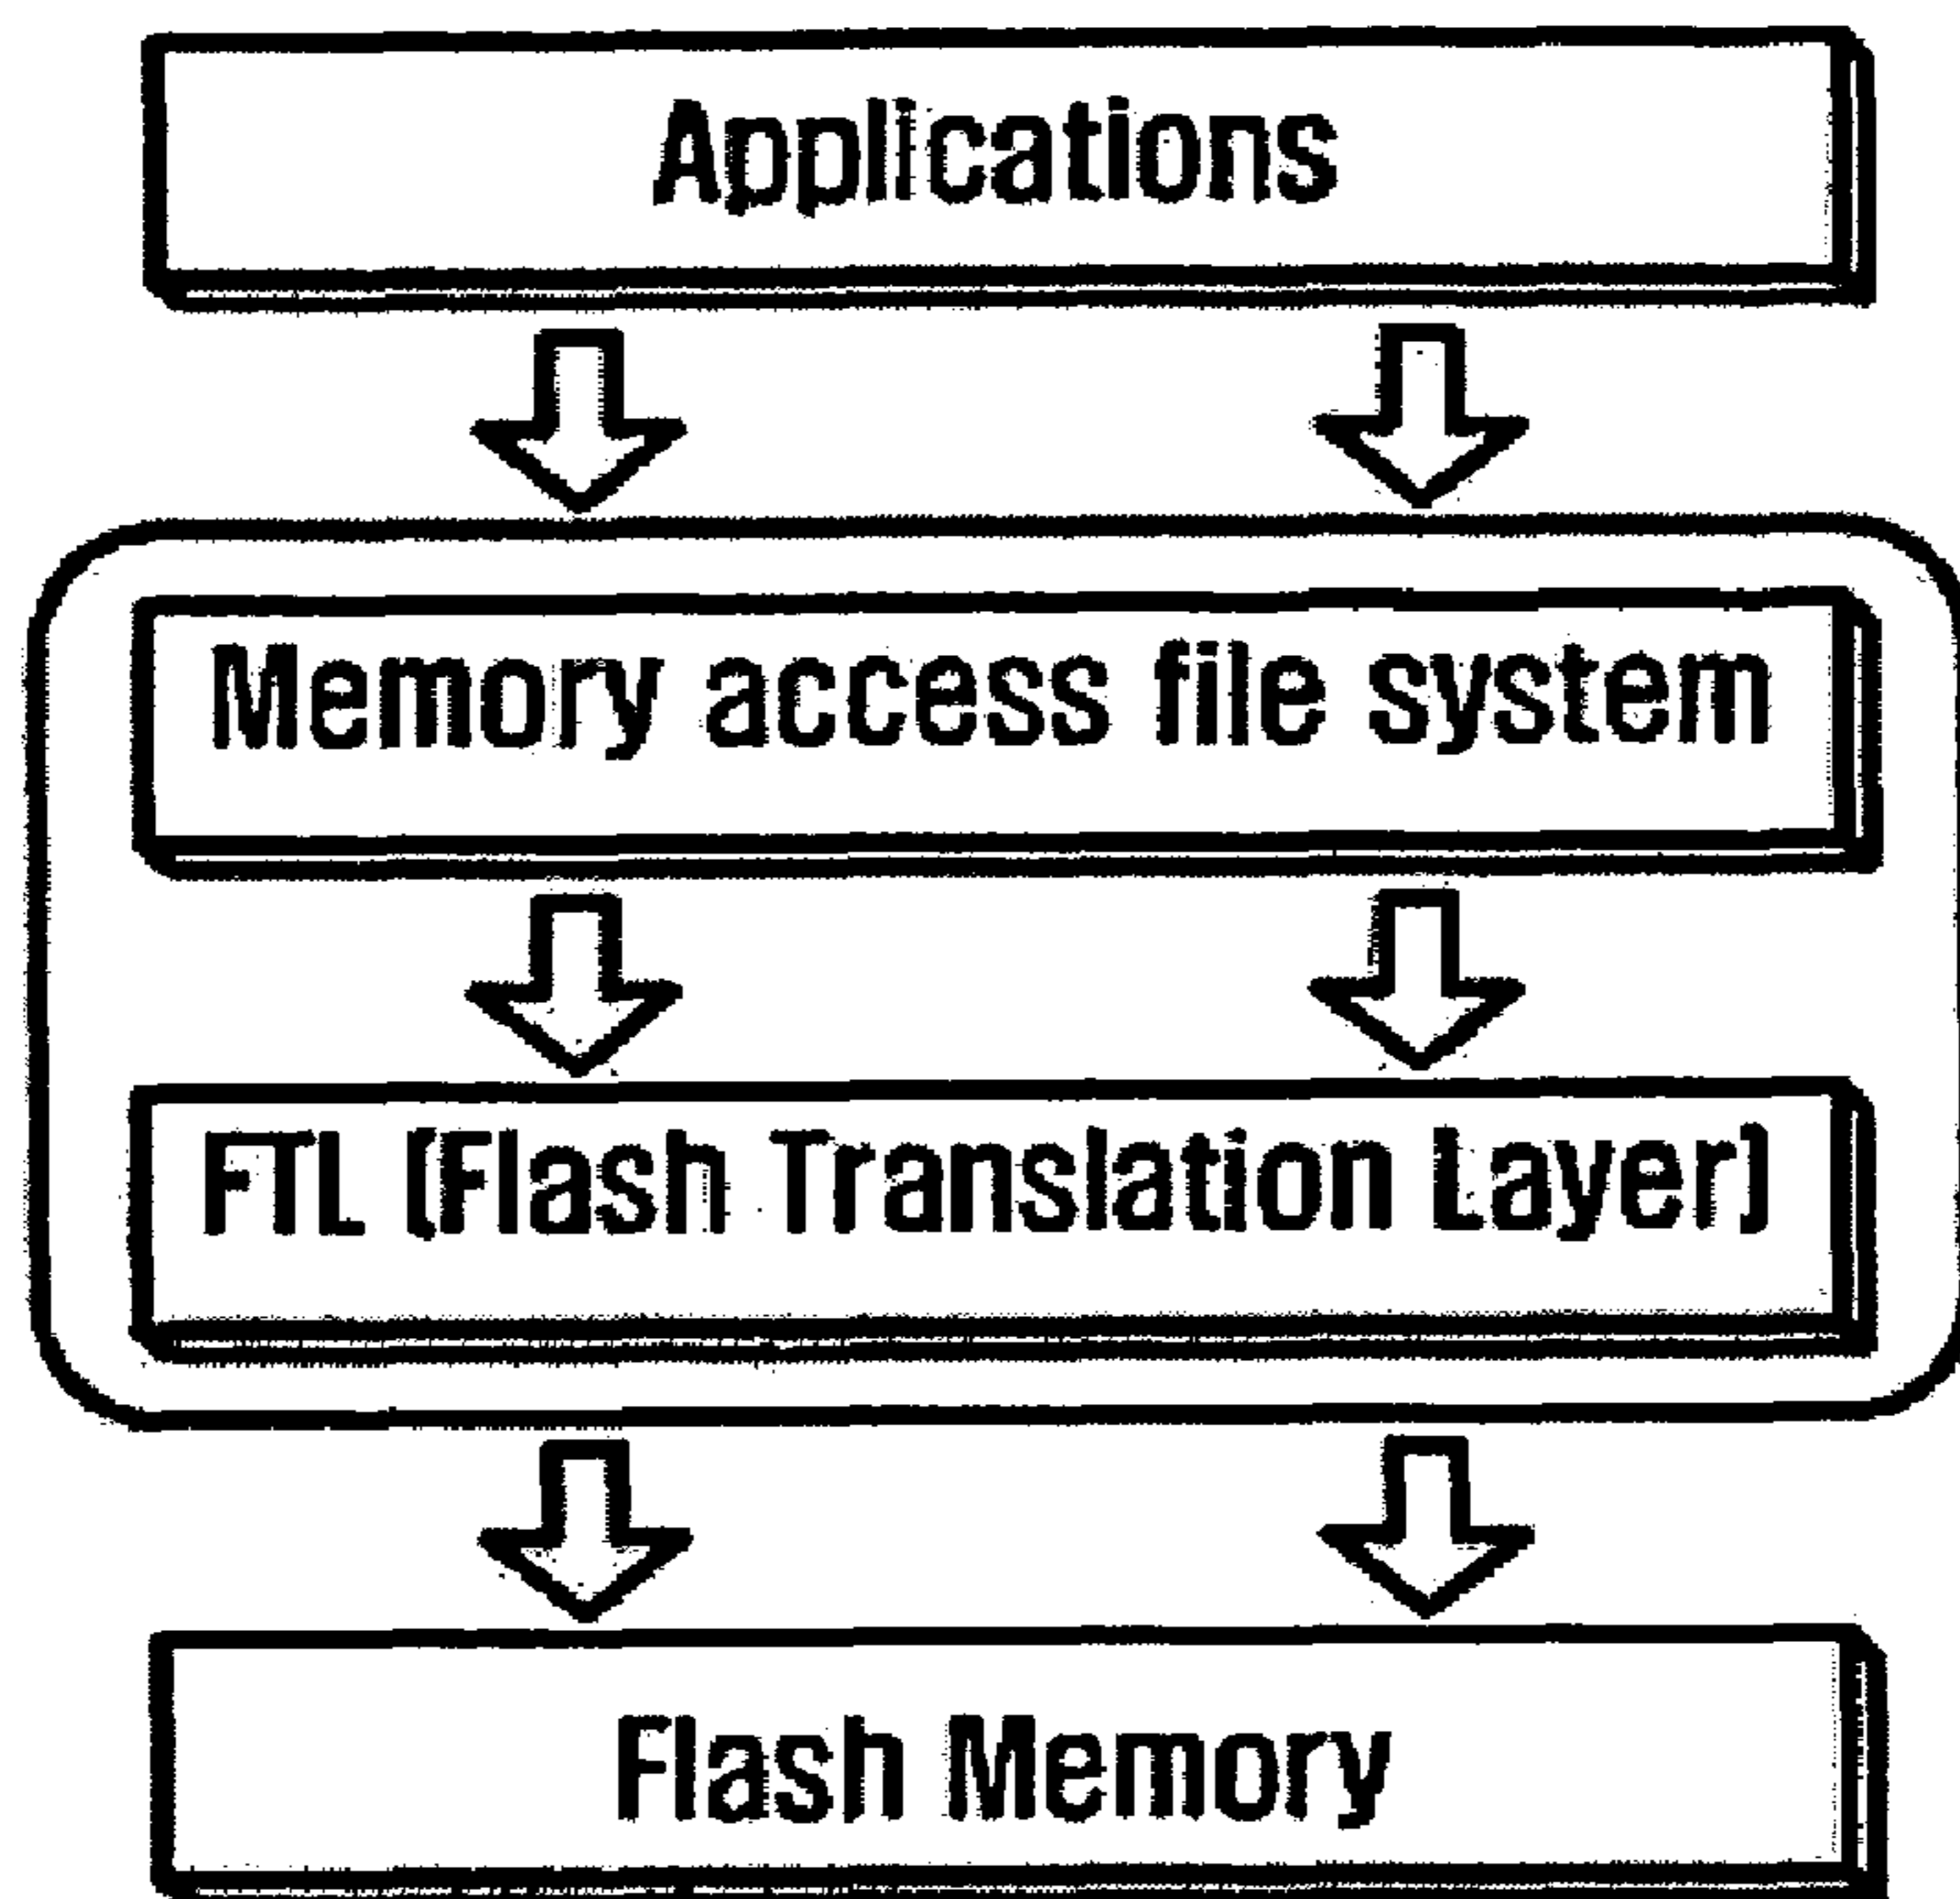 Applications
Memory access file system
FTL (Flash Translation Layer)
Flash Memory